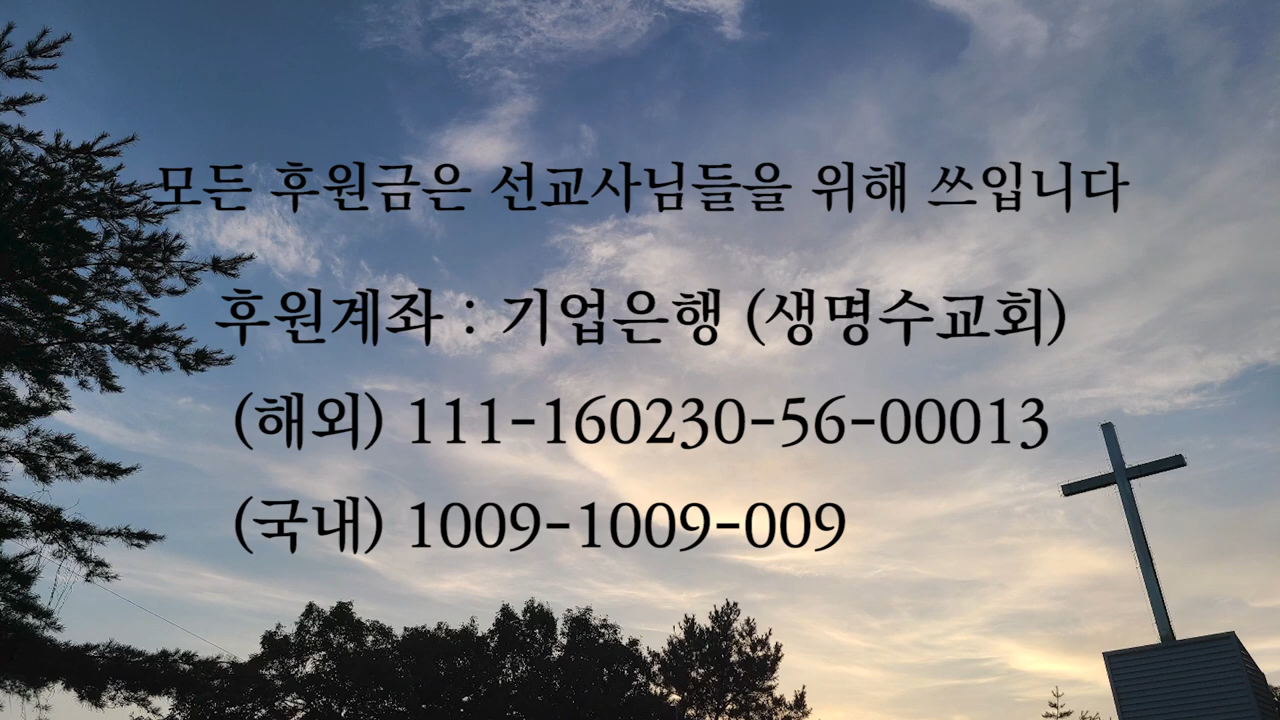 모든 후원금은 선교사님들을 위해 쓰입니다
후원계좌 : 기업은행 (생명수교회)
(해외) 111-160230-56-00013
(국내) 1009-1009-009